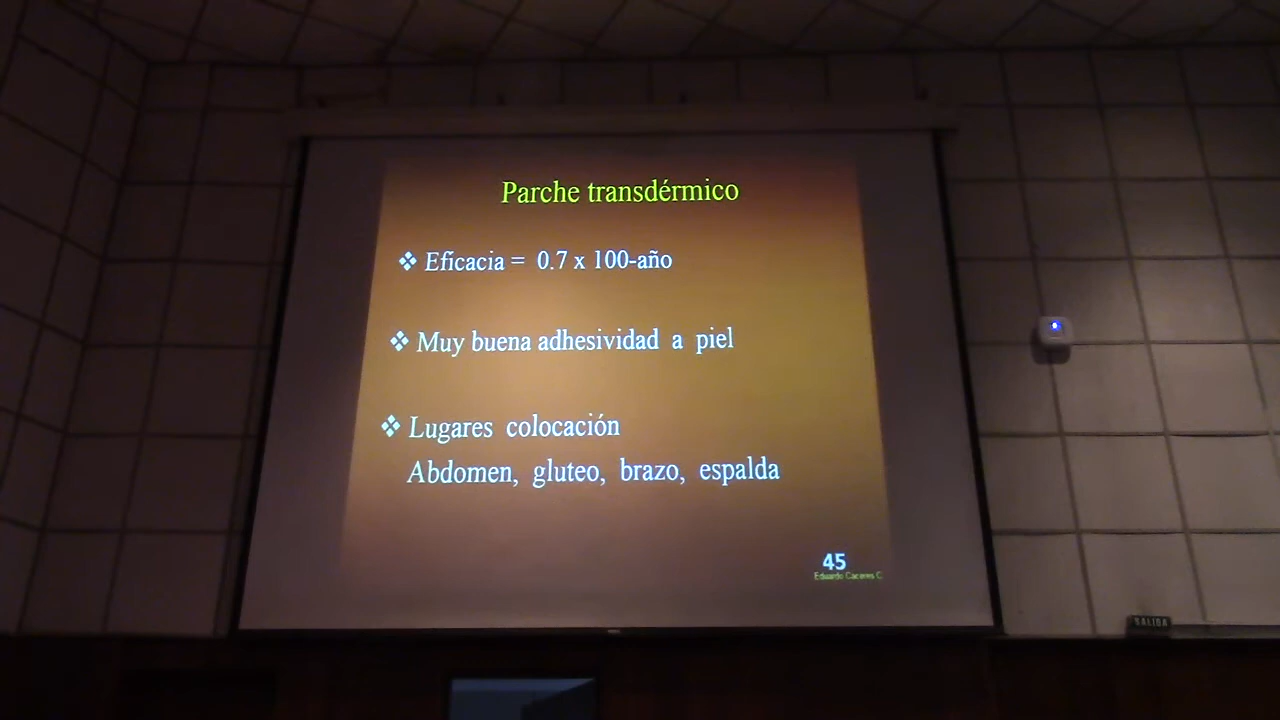 Parche transdérmico
❖ Eficacia = 0.7 x 100-año
❖ Muy buena adhesividad a piel
❖ Lugares colocación
Abdomen, gluteo, brazo, espalda
45
Eduardo Caceres C
SALIDA